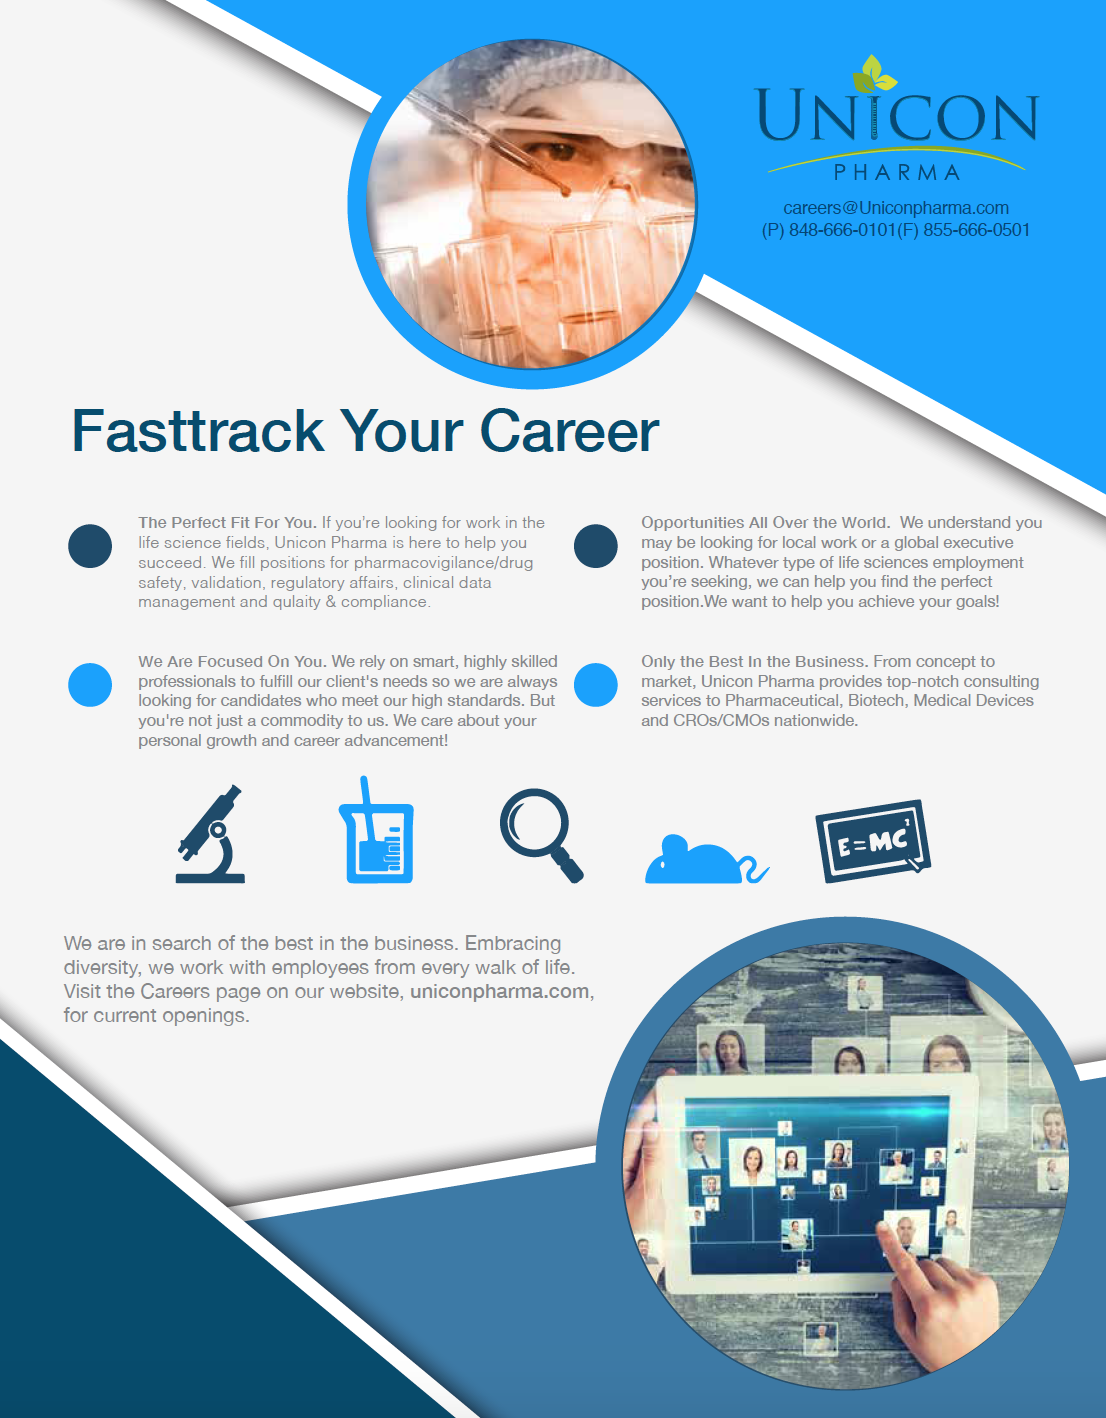 UNICON
PHARMA
careers@Uniconpharma.com
(P) 848-666-0101(F) 855-666-0501
Fasttrack Your Career
The Perfect Fit For You. If you're looking for work in the
life science fields, Unicon Pharma is here to help you
succeed. We fill positions for pharmacovigilance/drug
safety, validation, regulatory affairs, clinical data
management and qulaity & compliance.
Opportunities All Over the World.  We understand you
may be looking for local work or a global executive
position. Whatever type of life sciences employment
you're seeking, we can help you find the perfect
position.We want to help you achieve your goals!
We Are Focused On You. We rely on smart, highly skilled
professionals to fulfill our client's needs so we are always
looking for candidates who meet our high standards. But
you're not just a commodity to us. We care about your
personal growth and career advancement!
Only the Best In the Business. From concept to
market, Unicon Pharma provides top-notch consulting
services to Pharmaceutical, Biotech, Medical Devices
and CROs/CMOs nationwide.
E=MC¹
We are in search of the best in the business. Embracing
diversity, we work with employees from every walk of life.
Visit the Careers page on our website, uniconpharma.com,
for current openings.